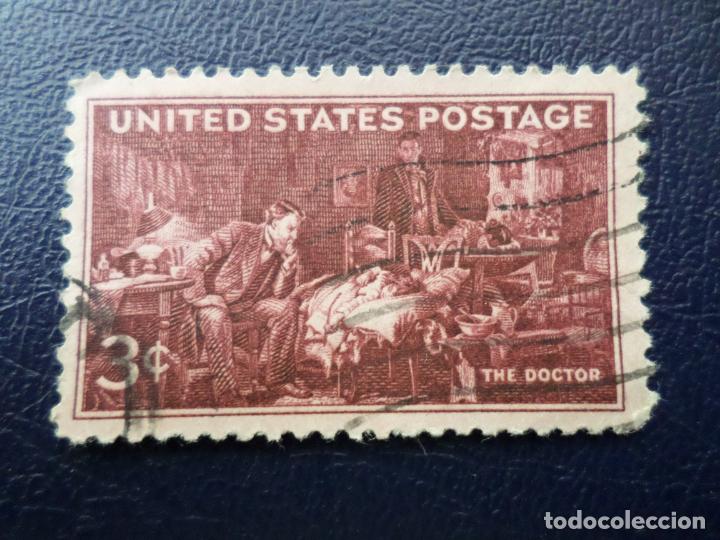 UNITED STATES POSTAGE
3¢
THE DOCTOR
todocoleccion